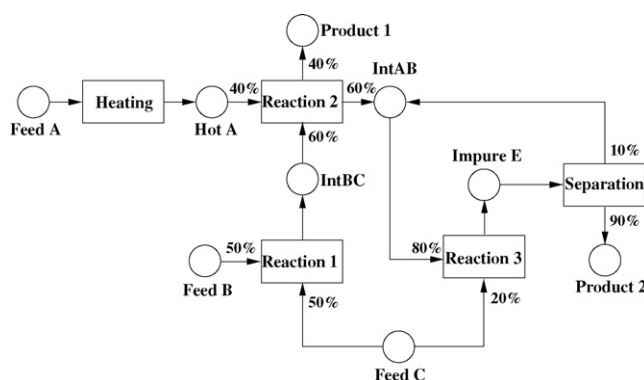 Product 1
40%
IntAB
40%
Reaction 2
60%
Heating
Feed A
Hot A
60%
10%
Impure E
IntBC
Separation
90%
50%
Reaction 1
80%
Reaction 3
Feed B
Product 2
50%
20%
Feed C